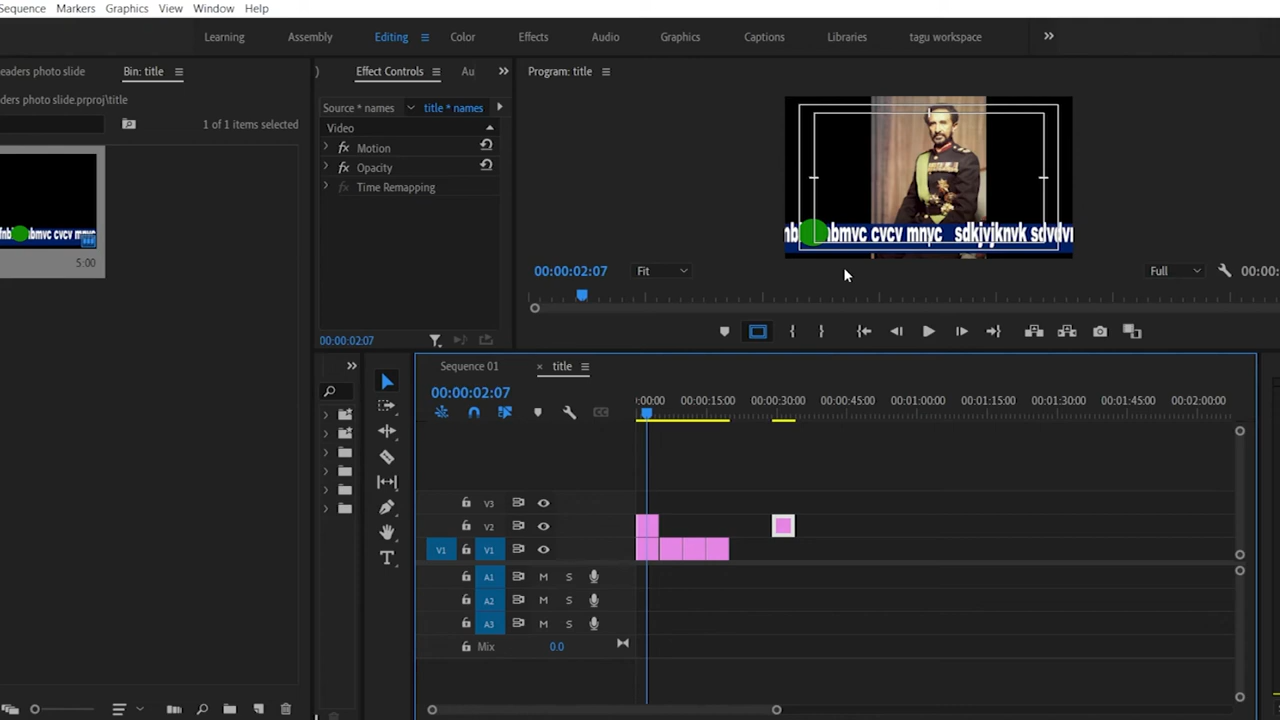 Sequence Markers Graphics View Window Help
Learning Assembly Editing Color Effects Audio Graphics Captions Libraries tagu workspace
eaders photo slide Bin: title Effect Controls Au Program: title
ders photo slide.prproj\title
Source * names title * names
1 of 1 items selected
Video
Motion
Opacity
Time Remapping
abmvc cvcv mnyc sdkjvjknvk sdvdv
bmvc cvcv mnvc
5:00
00:00:02:07 Fit Full 00:00:
00:00:02:07
Sequence 01 title
00:00:02:07
:00:00 00:00:15:00 00:00:30:00 00:00:45:00 00:01:00:00 00:01:15:00 00:01:30:00 00:01:45:00 00:02:00:00
V3
V2
V1 V1
A1 M S
A2 M S
A3 M S
Mix 0.0